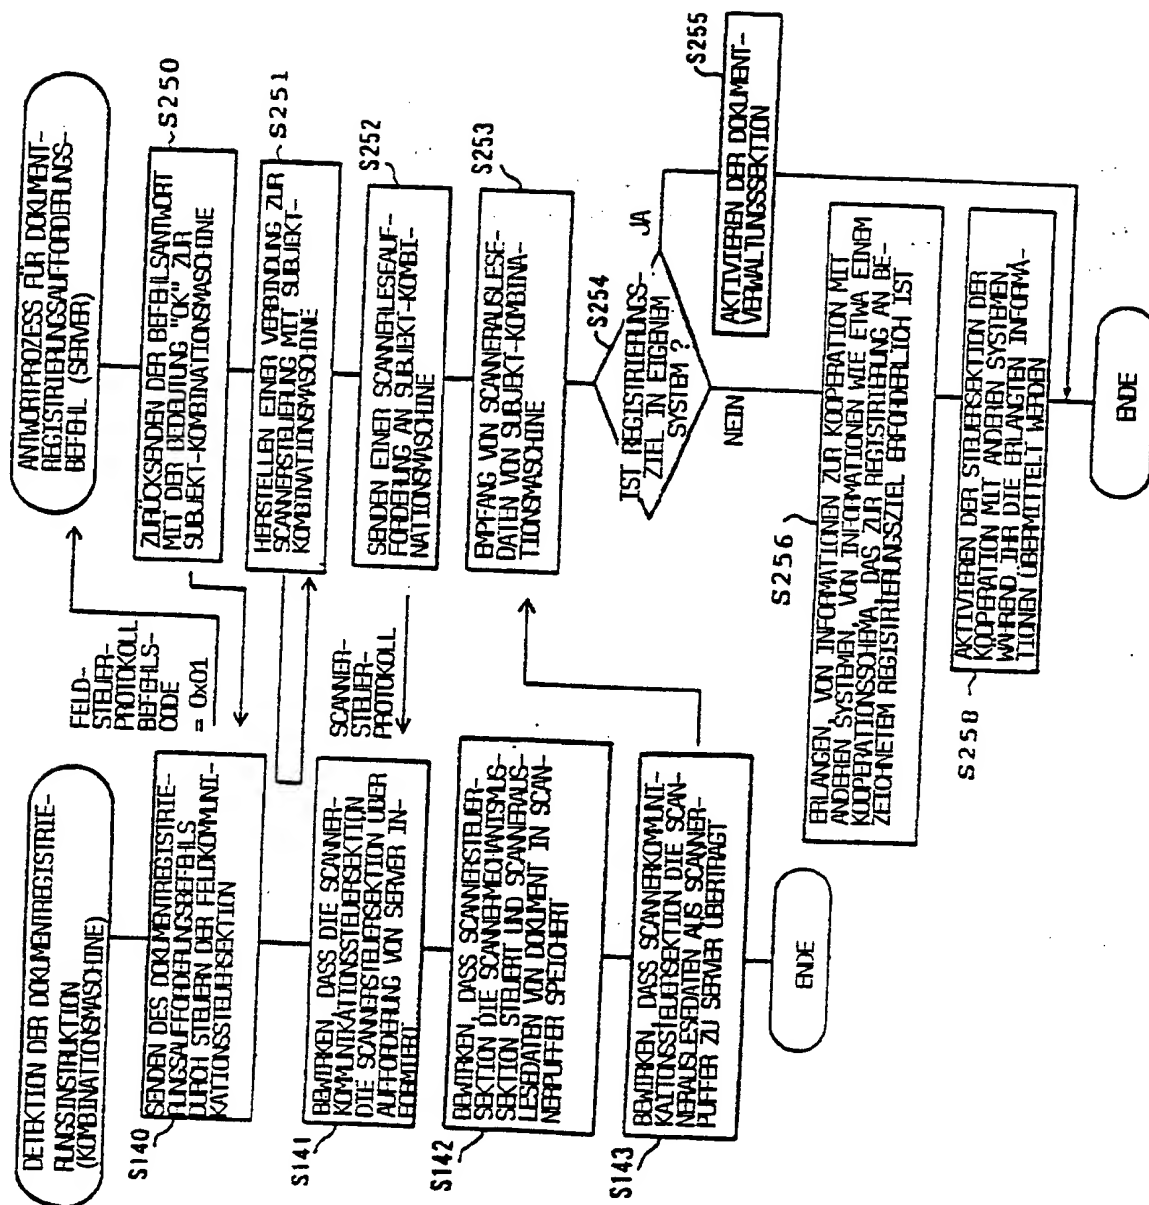 DETEKTION DER DOKUMENTREGISTRIE-
RUNGSINSTRUKTION
(KOMBINATIONSMASCHINE)
S140
SENDEN DES DOKUMENTREGISTRIE-
RUNGSAUFFORDERUNGSBEFEHLS
DURCH STEUERN DER FELDKOMMUNI-
KATIONSSTEUERSEKTION
S141
BEWIRKEN, DASS DIE SCANNER-
KOMMUNIKATIONSSTEUERSEKTION
DIE SCANNERSTEUERSEKTION ÜBER
AUFFORDERUNG VON SERVER IN-
FORMIERT
S142
BEWIRKEN, DASS SCANNERSTEUER-
SEKTION DIE SCANNERMECHANISMUS-
SEKTION STEUERT UND SCANNERAUS-
LESEDATEN VON DOKUMENT IN SCAN-
NERPUFFER SPEICHERT
S143
BEWIRKEN, DASS SCANNERKOMMUNI-
KAITONSSTEUERSEKTION DIE SCAN-
NERAUSLESEDATEN AUS SCANNER-
PUFFER ZU SERVER ÜBERTRAGT
ENDE
FELD-
STEUER-
PROTOKOLL
BEFEHLS-
CODE
= 0x01
SCANNER-
STEUER-
PROTOKOLL
ANTWORTPROZESS FÜR DOKUMENT-
REGISTRIERUNGSAUFFORDERUNGS-
BEFEHL (SERVER)
S250
ZURÜCKSENDEN DER BEFEHLSANTWORT
MIT DER BEDEUTUNG "OK" ZUR
SUBJEKT-KOMBINATIONSMASCHINE
S251
HERSTELLEN EINER VERBINDUNG ZUR
SCANNERSTEUERUNG MIT SUBJEKT-
KOMBINATIONSMASCHINE
S252
SENDEN EINER SCANNERLESEAUF-
FORDERUNG AN SUBJEKT-KOMBI-
NATIONSMASCHINE
S253
EMPFANG VON SCANNERAUSLESE-
DATEN VON SUBJEKT-KOMBINA-
TIONSMASCHINE
S254
IST REGISTRIERUNGS-
ZIEL IN EIGENEM
SYSTEM ?
JA
NEIN
S255
AKTIVIEREN DER DOKUMENT-
VERWALTUNGSSEKTION
S256
ERLANGEN, VON INFORMATIONEN ZUR KOOPERATION MIT
ANDEREN SYSTEMEN, VON INFORMATIONEN WIE ETWA EINEM
KOOPERATIONSSCHEMA, DAS ZUR REGISTRIERUNG AN BE-
ZEICHNETEM REGISTRIERUNGSZIEL ERFORDERLICH IST
S258
AKTIVIEREN DER STEUERSEKTION DER
KOOPERATION MIT ANDEREN SYSTEMEN
WÄHREND IHR DIE ERLANGTEN INFORMA-
TIONEN ÜBERMITTELT WERDEN
ENDE